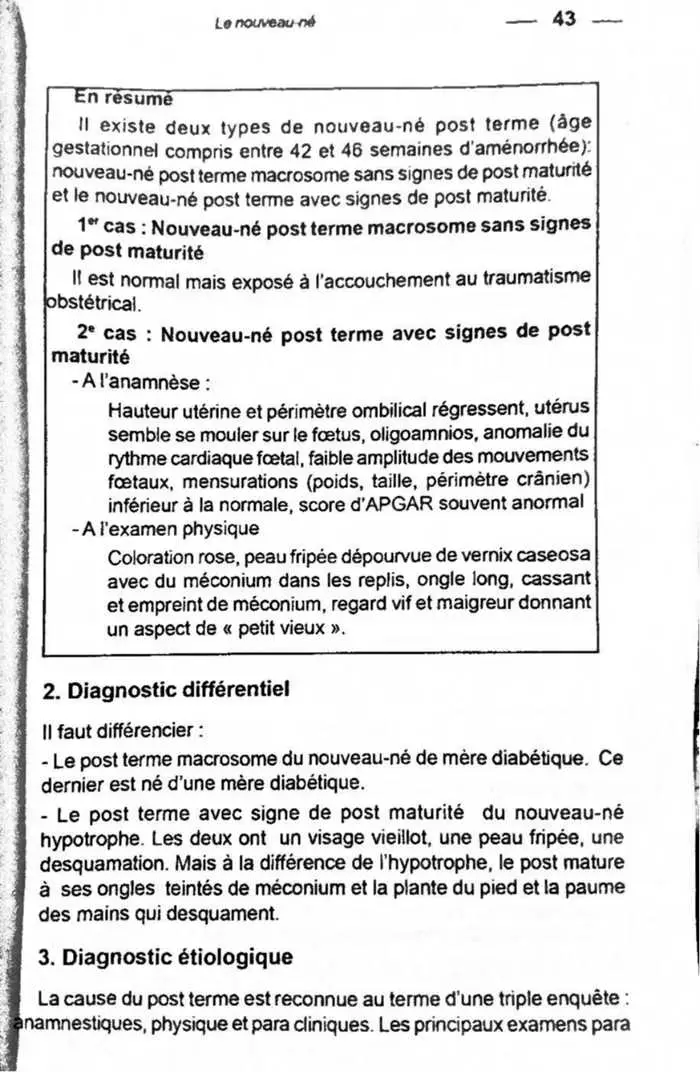 Le nouveau-né — 43 —
En résumé
Il existe deux types de nouveau-né post terme (âge
gestationnel compris entre 42 et 46 semaines d'aménorrhée):
nouveau-né post terme macrosome sans signes de post maturité
et le nouveau-né post terme avec signes de post maturité.
1er cas : Nouveau-né post terme macrosome sans signes
de post maturité
Il est normal mais exposé à l'accouchement au traumatisme
obstétrical.
2e cas : Nouveau-né post terme avec signes de post
maturité
- A l'anamnèse :
Hauteur utérine et périmètre ombilical régressent, utérus
semble se mouler sur le fœtus, oligoamnios, anomalie du
rythme cardiaque fœtal, faible amplitude des mouvements
fœtaux, mensurations (poids, taille, périmètre crânien)
inférieur à la normale, score d'APGAR souvent anormal
- A l'examen physique
Coloration rose, peau fripée dépourvue de vernix caseosa
avec du méconium dans les replis, ongle long, cassant
et empreint de méconium, regard vif et maigreur donnant
un aspect de « petit vieux ».
2. Diagnostic différentiel
Il faut différencier :
- Le post terme macrosome du nouveau-né de mère diabétique. Ce
dernier est né d'une mère diabétique.
- Le post terme avec signe de post maturité du nouveau-né
hypotrophe. Les deux ont un visage vieillot, une peau fripée, une
desquamation. Mais à la différence de l'hypotrophe, le post mature
à ses ongles teintés de méconium et la plante du pied et la paume
des mains qui desquament.
3. Diagnostic étiologique
La cause du post terme est reconnue au terme d'une triple enquête :
anamnestiques, physique et para cliniques. Les principaux examens para